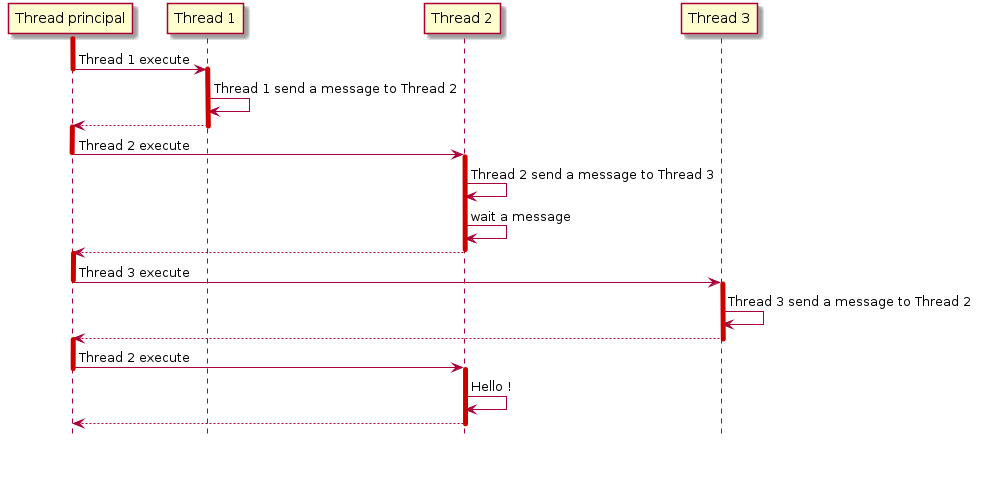 Thread principal
Thread 1
Thread 2
Thread 3
Thread 1 execute
Thread 1 send a message to Thread 2
Thread 2 execute
Thread 2 send a message to Thread 3
wait a message
Thread 3 execute
Thread 3 send a message to Thread 2
Thread 2 execute
Hello !